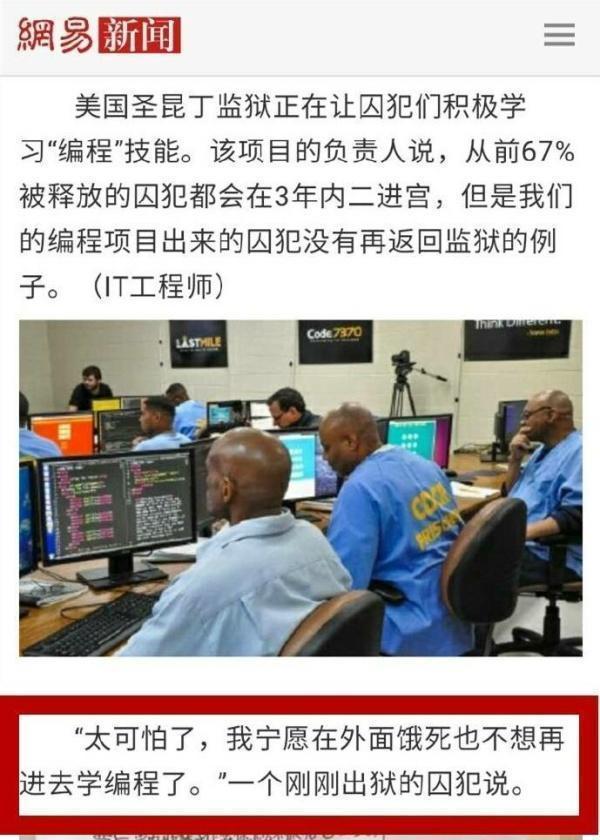 網易新闻
美国圣昆丁监狱正在让囚犯们积极学
习“编程”技能。该项目的负责人说，从前67%
被释放的囚犯都会在3年内二进宫，但是我们
的编程项目出来的囚犯没有再返回监狱的例
子。（IT工程师）
LASTMILE
Code.7370
Think Different.
“太可怕了，我宁愿在外面饿死也不想再
进去学编程了。”一个刚刚出狱的囚犯说。